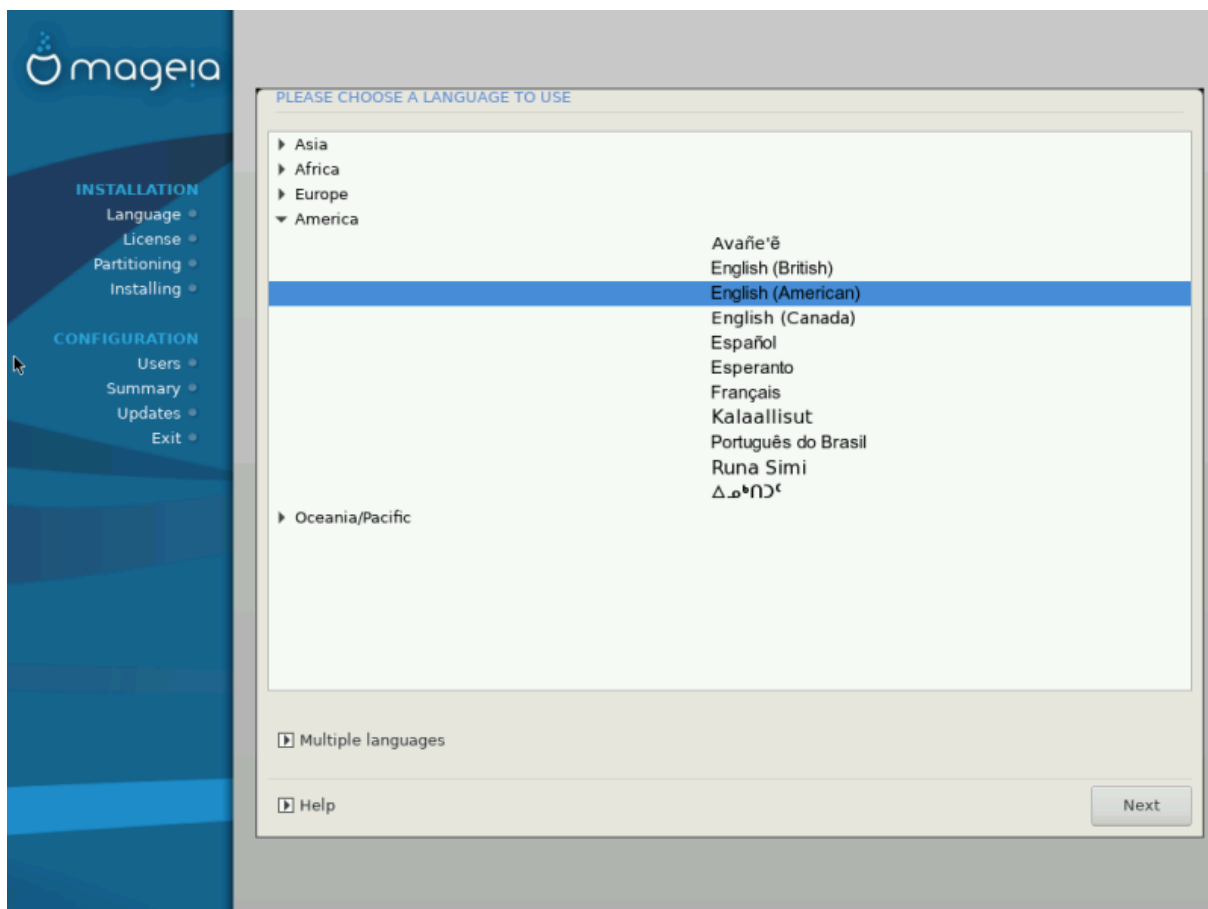 mageia
INSTALLATION
Language
License
Partitioning
Installing
CONFIGURATION
Users
Summary
Updates
Exit
PLEASE CHOOSE A LANGUAGE TO USE
Asia
Africa
Europe
America
Avañe'ẽ
English (British)
English (American)
English (Canada)
Español
Esperanto
Français
Kalaallisut
Português do Brasil
Runa Simi
ᐃᓄᒃᑎᑐᑦ
Oceania/Pacific
Multiple languages
Help
Next